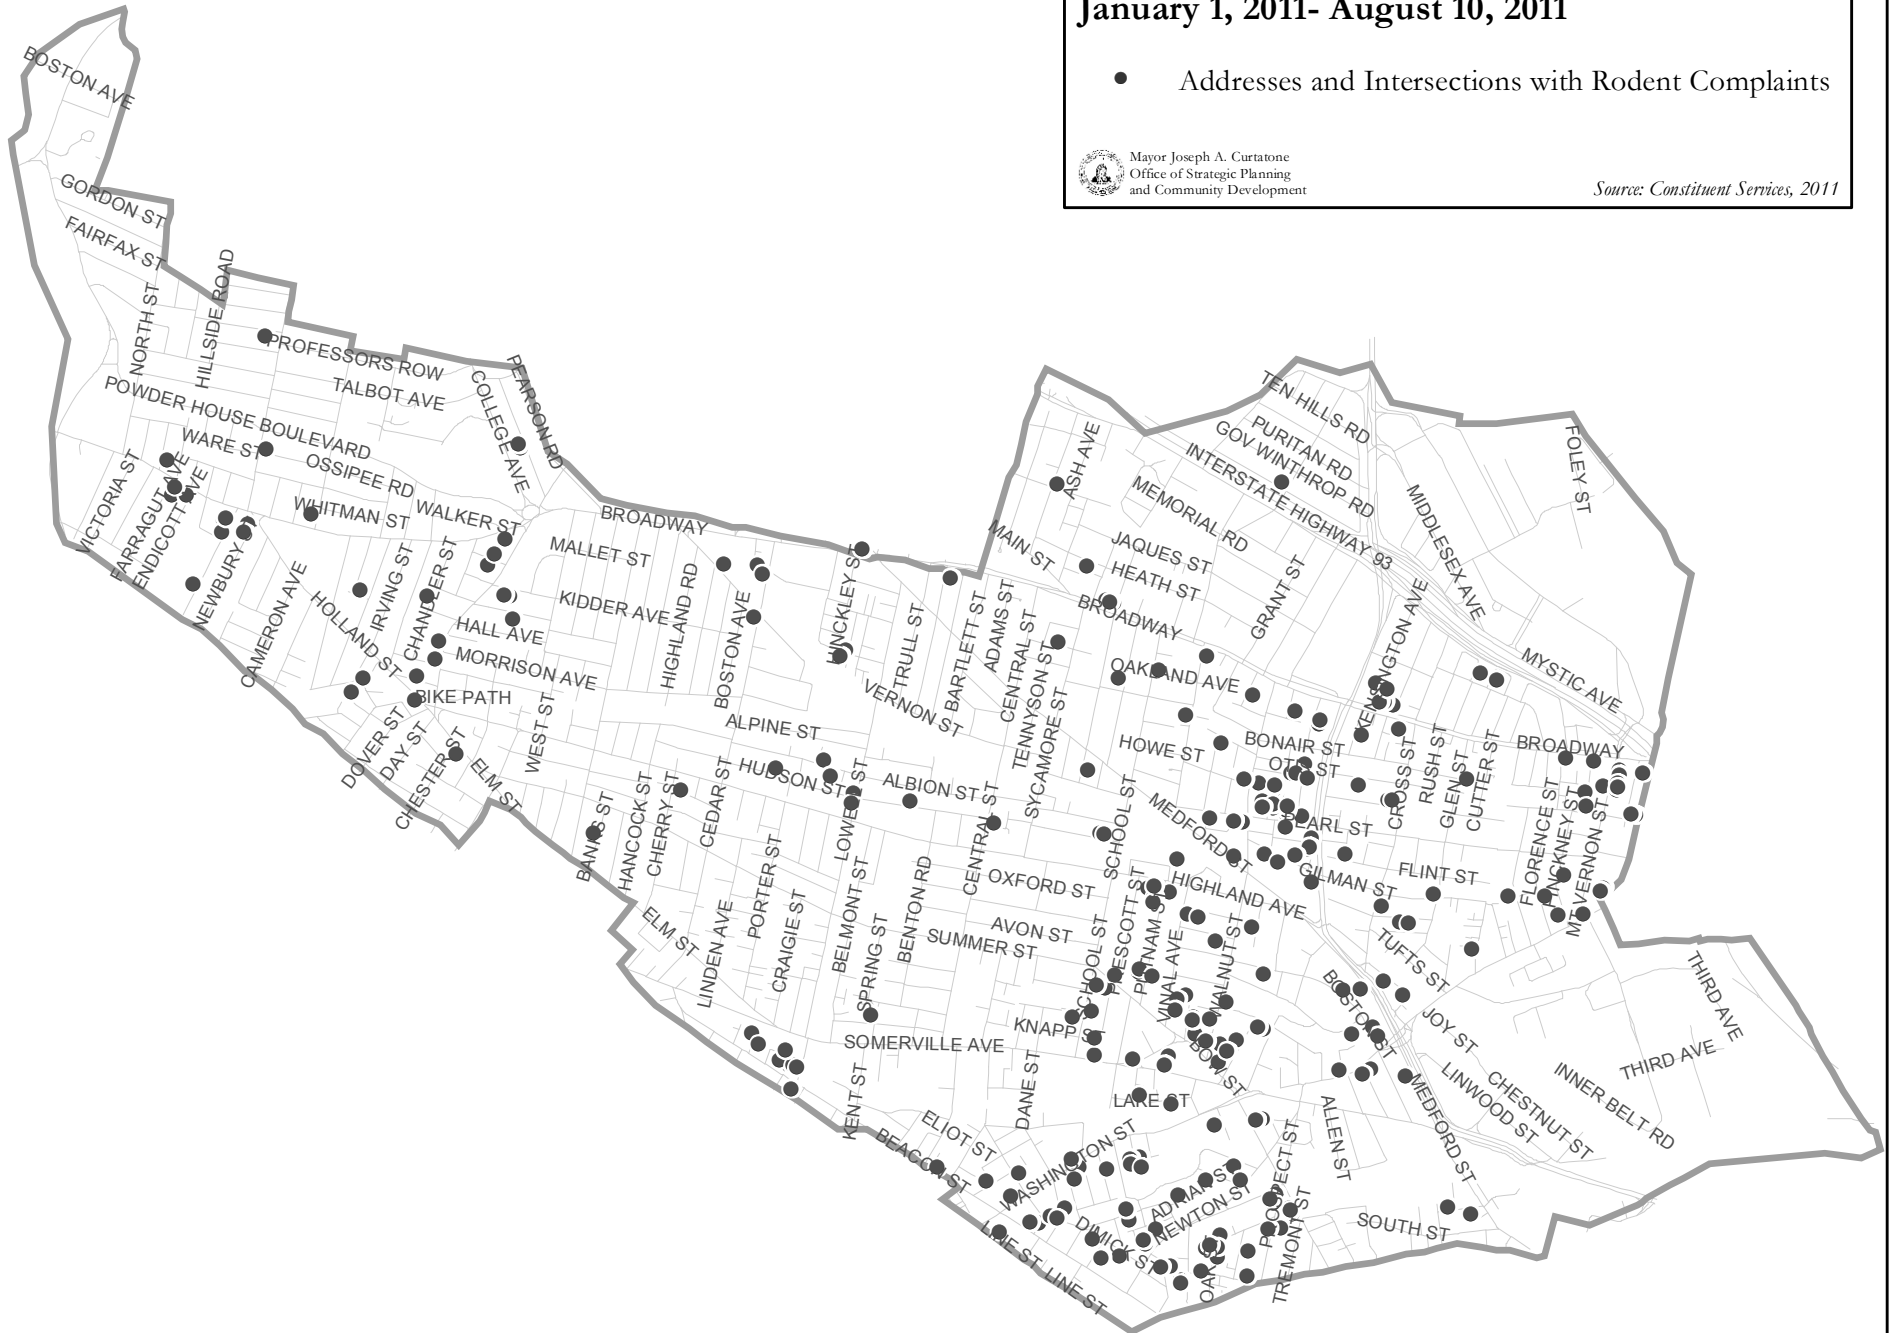 January 1, 2011- August 10, 2011
Addresses and Intersections with Rodent Complaints
Mayor Joseph A. Curtatone
Office of Strategic Planning
and Community Development
Source: Constituent Services, 2011
BOSTON AVE
GORDON ST
FAIRFAX ST
NORTH ST
HILLSIDE ROAD
PROFESSORS ROW
TALBOT AVE
COLLEGE AVE
PEARSON RD
POWDER HOUSE BOULEVARD
WARE ST
OSSIPEE RD
WHITMAN ST
WALKER ST
VICTORIA ST
FARRAGUT AVE
ENDICOTT AVE
NEWBURY
CAMERON AVE
HOLLAND ST
IRVING ST
CHANDLER ST
BROADWAY
MALLET ST
KIDDER AVE
HALL AVE
MORRISON AVE
BIKE PATH
HIGHLAND RD
BOSTON AVE
HINCKLEY ST
TRULL ST
VERNON ST
BARTLETT ST
ADAMS ST
CENTRAL ST
TENNYSON ST
SYCAMORE ST
DOVER ST
DAY ST
CHESTER ST
ELM ST
WEST ST
ALPINE ST
HUDSON ST
ALBION ST
BANKS ST
HANCOCK ST
CHERRY ST
CEDAR ST
LOWELL ST
CENTRAL ST
PORTER ST
LINDEN AVE
CRAIGIE ST
BELMONT ST
SPRING ST
BENTON RD
ELM ST
OXFORD ST
AVON ST
SUMMER ST
SOMERVILLE AVE
KNAPP ST
KENT ST
DANE ST
ELIOT ST
BEACON ST
WASHINGTON ST
LAKE ST
DIMICK ST
LINE ST
LINE ST
ADRIAN ST
NEWTON ST
OAK ST
PROSPECT ST
TREMONT ST
SOUTH ST
ALLEN ST
MEDFORD ST
BOW ST
BOSTON ST
WALNUT ST
VINAL AVE
PUTNAM ST
PRESCOTT ST
SCHOOL ST
SCHOOL ST
HIGHLAND AVE
MEDFORD ST
PEARL ST
GILMAN ST
FLINT ST
TUFTS ST
JOY ST
LINWOOD ST
CHESTNUT ST
INNER BELT RD
THIRD AVE
THIRD AVE
MT VERNON ST
PINCKNEY ST
FLORENCE ST
CUTTER ST
GLEN ST
RUSH ST
CROSS ST
OTIS ST
BONAIR ST
HOWE ST
OAKLAND AVE
BROADWAY
BROADWAY
KENSINGTON AVE
MYSTIC AVE
MIDDLESEX AVE
FOLEY ST
INTERSTATE HIGHWAY 93
GOV WINTHROP RD
PURITAN RD
TEN HILLS RD
GRANT ST
MEMORIAL RD
JAQUES ST
HEATH ST
MAIN ST
ASH AVE